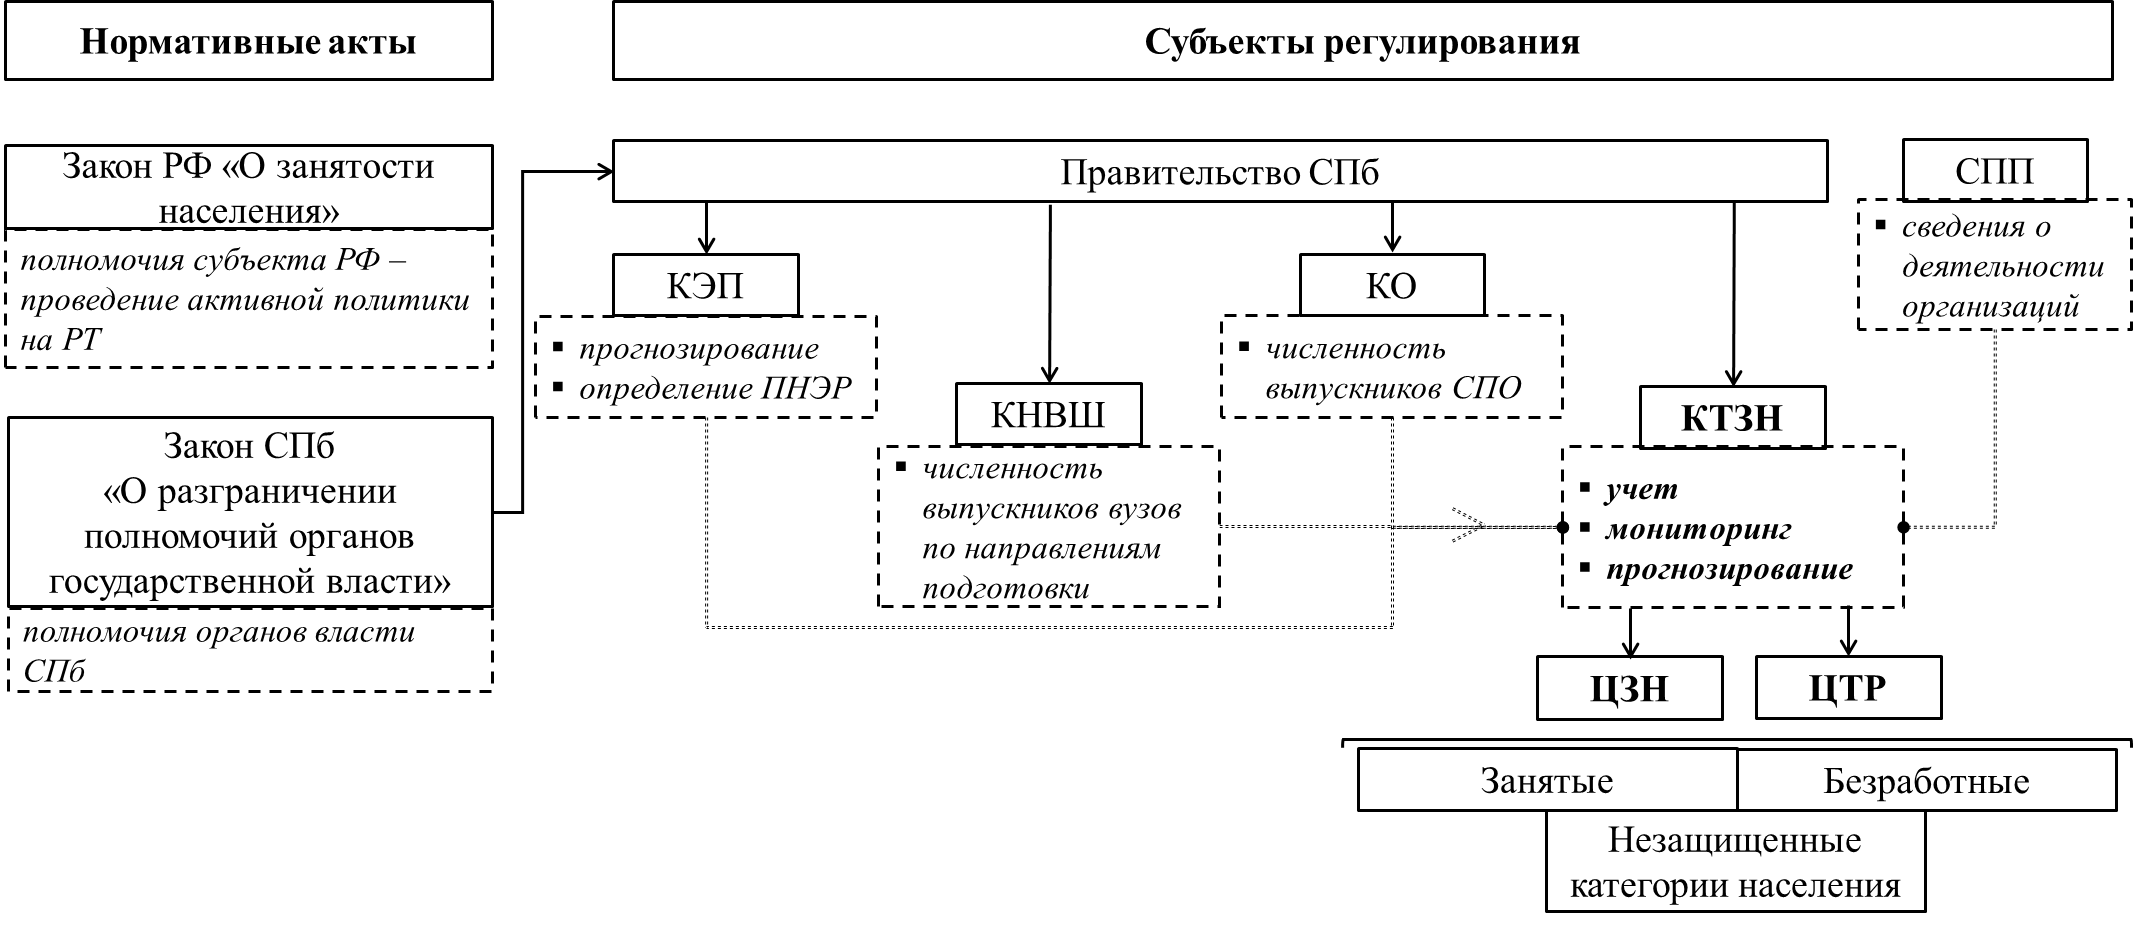 Нормативные акты
Субъекты регулирования
Закон РФ «О занятости
населения»
полномочия субъекта РФ –
проведение активной политики
на РТ
Закон СПб
«О разграничении
полномочий органов
государственной власти»
полномочия органов власти
СПб
Правительство СПб
СПП
▪ сведения о
деятельности
организаций
КЭП
▪ прогнозирование
▪ определение ПНЭР
КНВШ
▪ численность
выпускников вузов
по направлениям
подготовки
КО
▪ численность
выпускников СПО
КТЗН
▪ учет
▪ мониторинг
▪ прогнозирование
ЦЗН
ЦТР
Занятые
Безработные
Незащищенные
категории населения